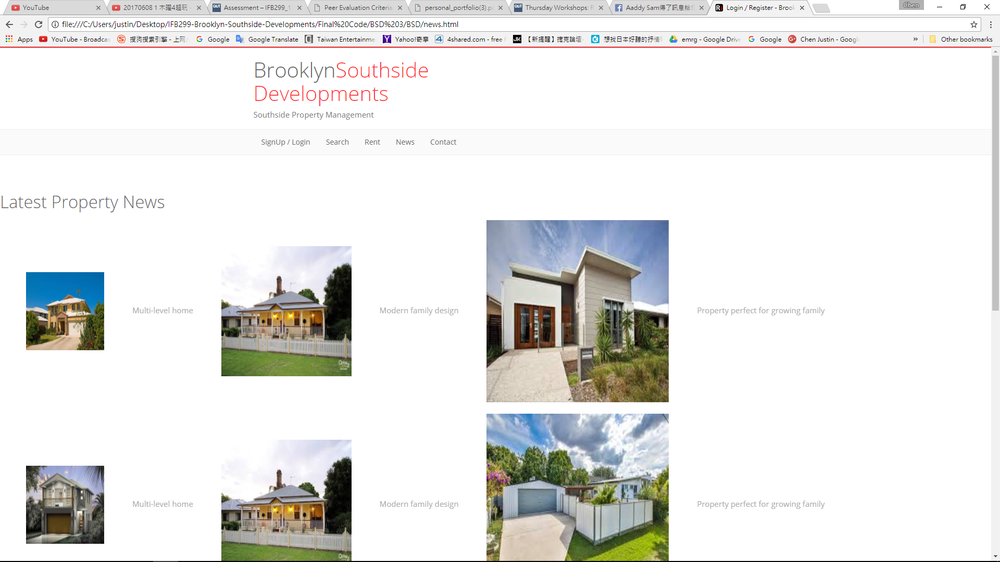 YouTube
20170608 1 木曜4超玩 -
Assessment – IFB299_1
Peer Evaluation Criteria
personal_portfolio(3).p
Thursday Workshops: R
Aaddy Sam傳了訊息給你
Login / Register - Brook
Chen
file:///C:/Users/justin/Desktop/IFB299-Brooklyn-Southside-Developments/Final%20Code/BSD%203/BSD/news.html
Apps
YouTube - Broadcas
搜狗搜索引擎 - 上网
Google
Google Translate
Taiwan Entertainme
Yahoo!奇摩
4shared.com - free f
【新提醒】捷克論壇-
想找日本好聽的抒情
emrg - Google Drive
Google
Chen Justin - Googl
»
Other bookmarks
BrooklynSouthside
Developments
Southside Property Management
SignUp / Login
Search
Rent
News
Contact
Latest Property News
Multi-level home
Modern family design
Property perfect for growing family
Multi-level home
Modern family design
Property perfect for growing family